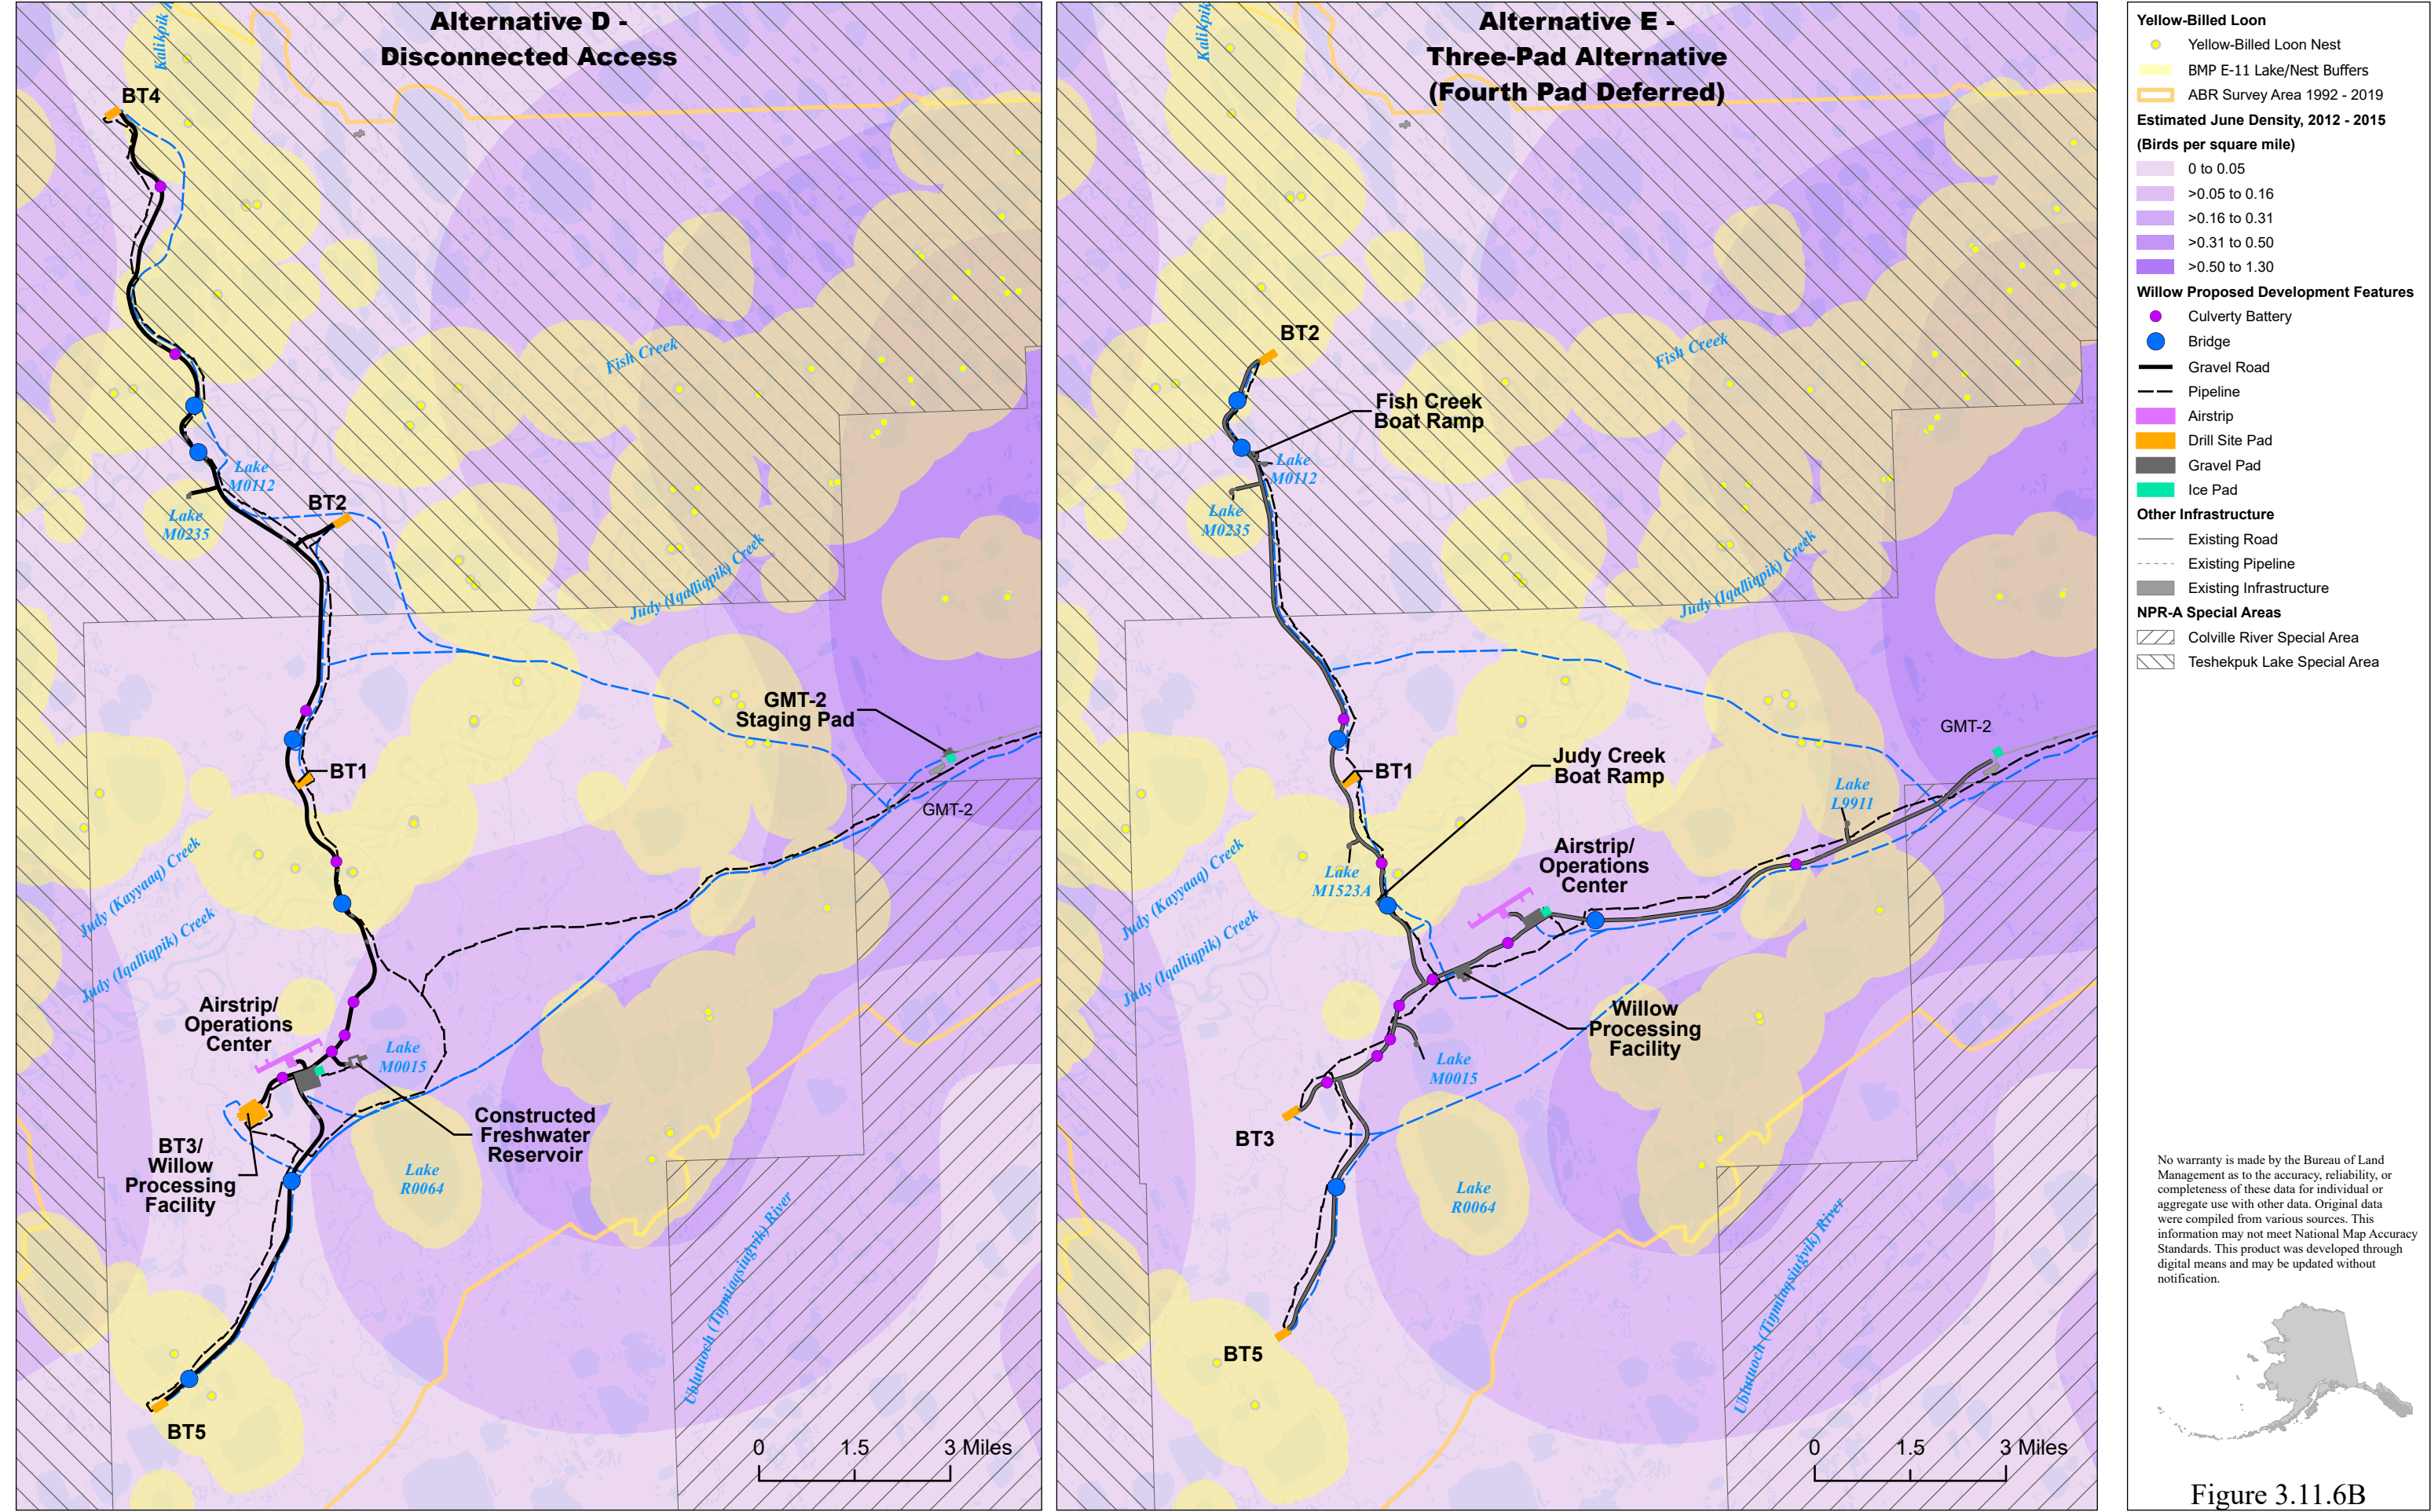 Alternative D -
Disconnected Access
Kalikpik
BT4
Fish Creek
Lake
M0112
BT2
Lake
M0235
Judy (Iqalliqpik) Creek
GMT-2
Staging Pad
BT1
GMT-2
Judy (Kayyaaq) Creek
Judy (Iqalliqpik) Creek
Airstrip/
Operations
Center
Lake
M0015
Constructed
Freshwater
Reservoir
BT3/
Willow
Processing
Facility
Lake
R0064
Ublutuoch (Tiŋmiaqsiuġvik) River
BT5
0 1.5 3 Miles
Alternative E -
Three-Pad Alternative
(Fourth Pad Deferred)
Kalikpik
BT2
Fish Creek
Fish Creek
Boat Ramp
Lake
M0112
Lake
M0235
Judy (Iqalliqpik) Creek
GMT-2
Judy Creek
Boat Ramp
BT1
Lake
L9911
Airstrip/
Operations
Center
Lake
M1523A
Judy (Kayyaaq) Creek
Judy (Iqalliqpik) Creek
Willow
Processing
Facility
Lake
M0015
BT3
Lake
R0064
Ublutuoch (Tiŋmiaqsiuġvik) River
BT5
0 1.5 3 Miles
Yellow-Billed Loon
Yellow-Billed Loon Nest
BMP E-11 Lake/Nest Buffers
ABR Survey Area 1992 - 2019
Estimated June Density, 2012 - 2015
(Birds per square mile)
0 to 0.05
>0.05 to 0.16
>0.16 to 0.31
>0.31 to 0.50
>0.50 to 1.30
Willow Proposed Development Features
Culverty Battery
Bridge
Gravel Road
Pipeline
Airstrip
Drill Site Pad
Gravel Pad
Ice Pad
Other Infrastructure
Existing Road
Existing Pipeline
Existing Infrastructure
NPR-A Special Areas
Colville River Special Area
Teshekpuk Lake Special Area
No warranty is made by the Bureau of Land
Management as to the accuracy, reliability, or
completeness of these data for individual or
aggregate use with other data. Original data
were compiled from various sources. This
information may not meet National Map Accuracy
Standards. This product was developed through
digital means and may be updated without
notification.
Figure 3.11.6B